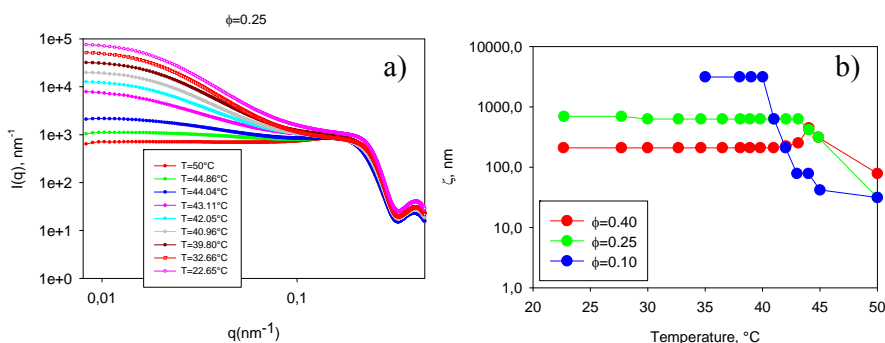 ϕ=0.25
a)
1e+5
1e+4
1e+3
1e+2
1e+1
1e+0
I(q), nm⁻¹
T=50°C
T=44.86°C
T=44.04°C
T=43.11°C
T=42.05°C
T=40.96°C
T=39.80°C
T=32.66°C
T=22.65°C
0,01 0,1
q(nm⁻¹)
b)
10000,0
1000,0
100,0
10,0
1,0
ζ, nm
ϕ=0.40
ϕ=0.25
ϕ=0.10
20 25 30 35 40 45 50
Temperature, °C